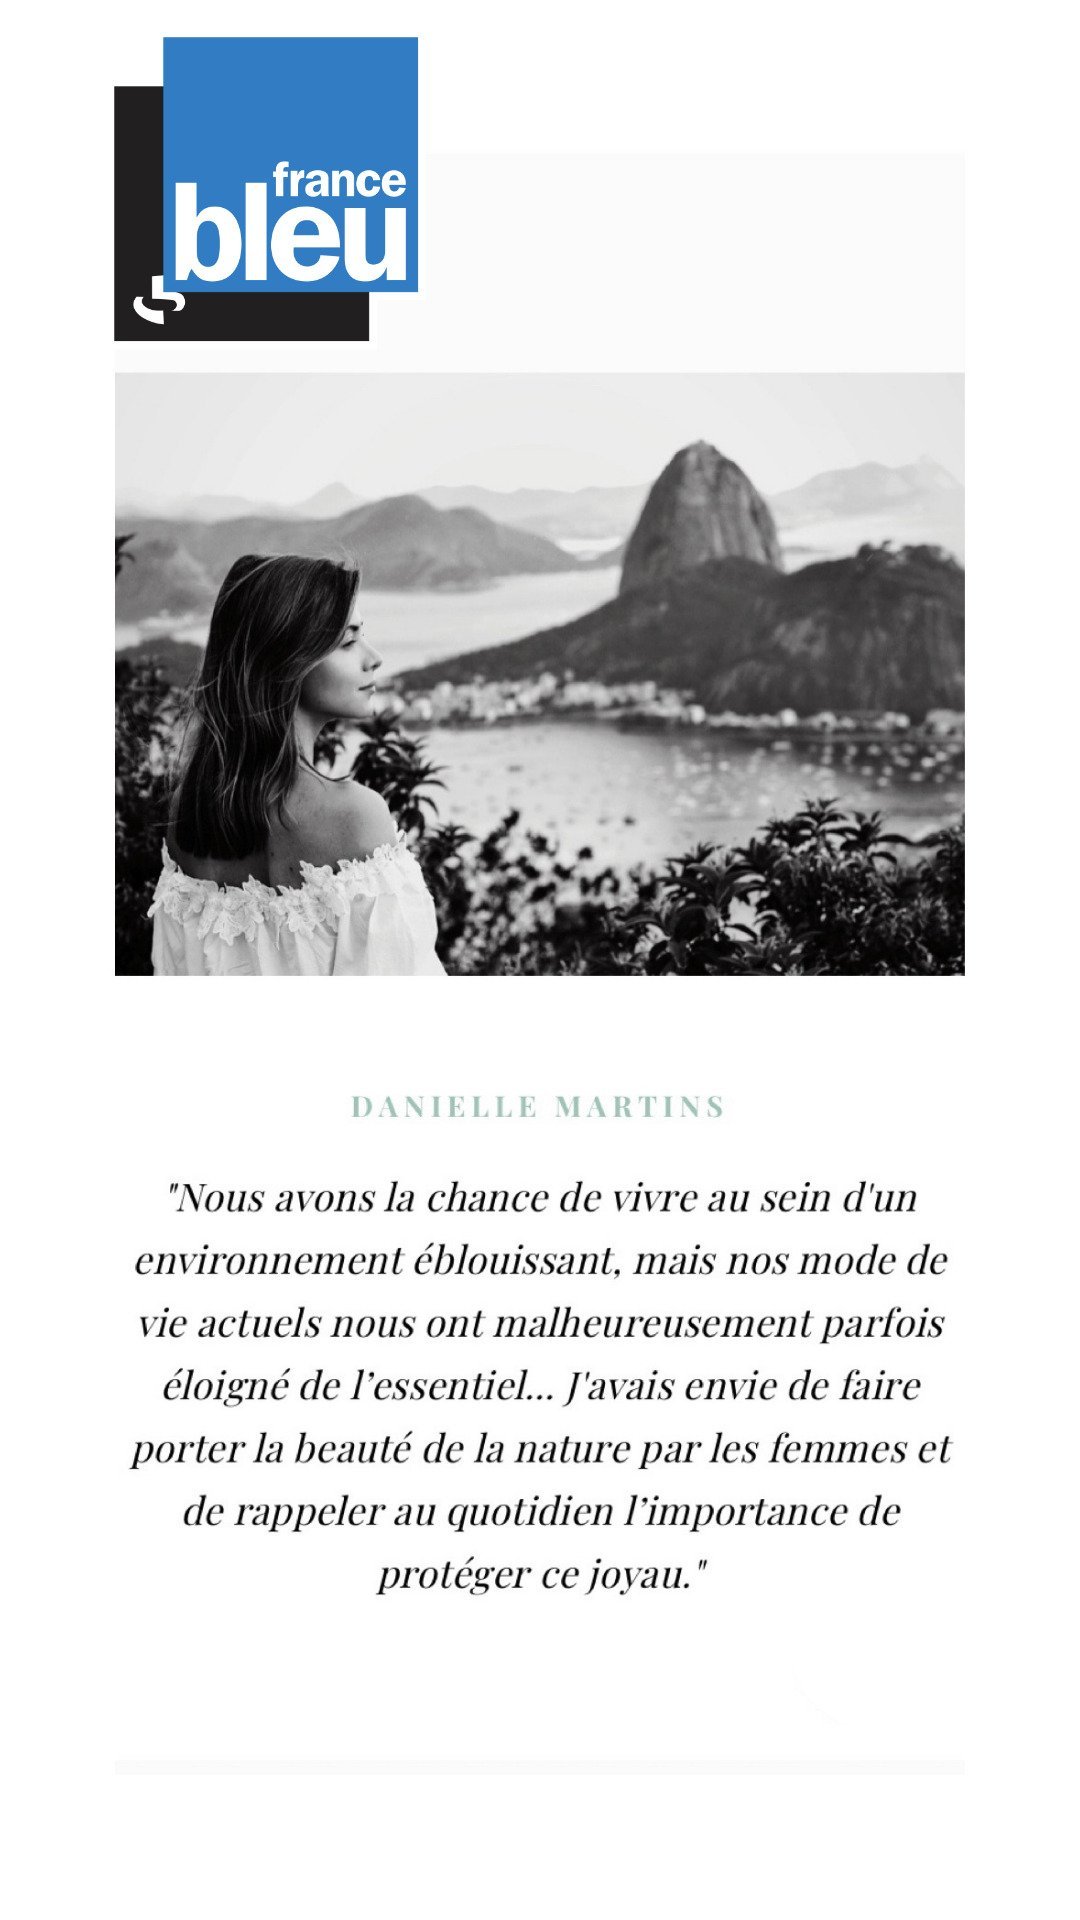 france
bleu
DANIELLE MARTINS
"Nous avons la chance de vivre au sein d'un
environnement éblouissant, mais nos mode de
vie actuels nous ont malheureusement parfois
éloigné de l’essentiel... J'avais envie de faire
porter la beauté de la nature par les femmes et
de rappeler au quotidien l’importance de
protéger ce joyau."